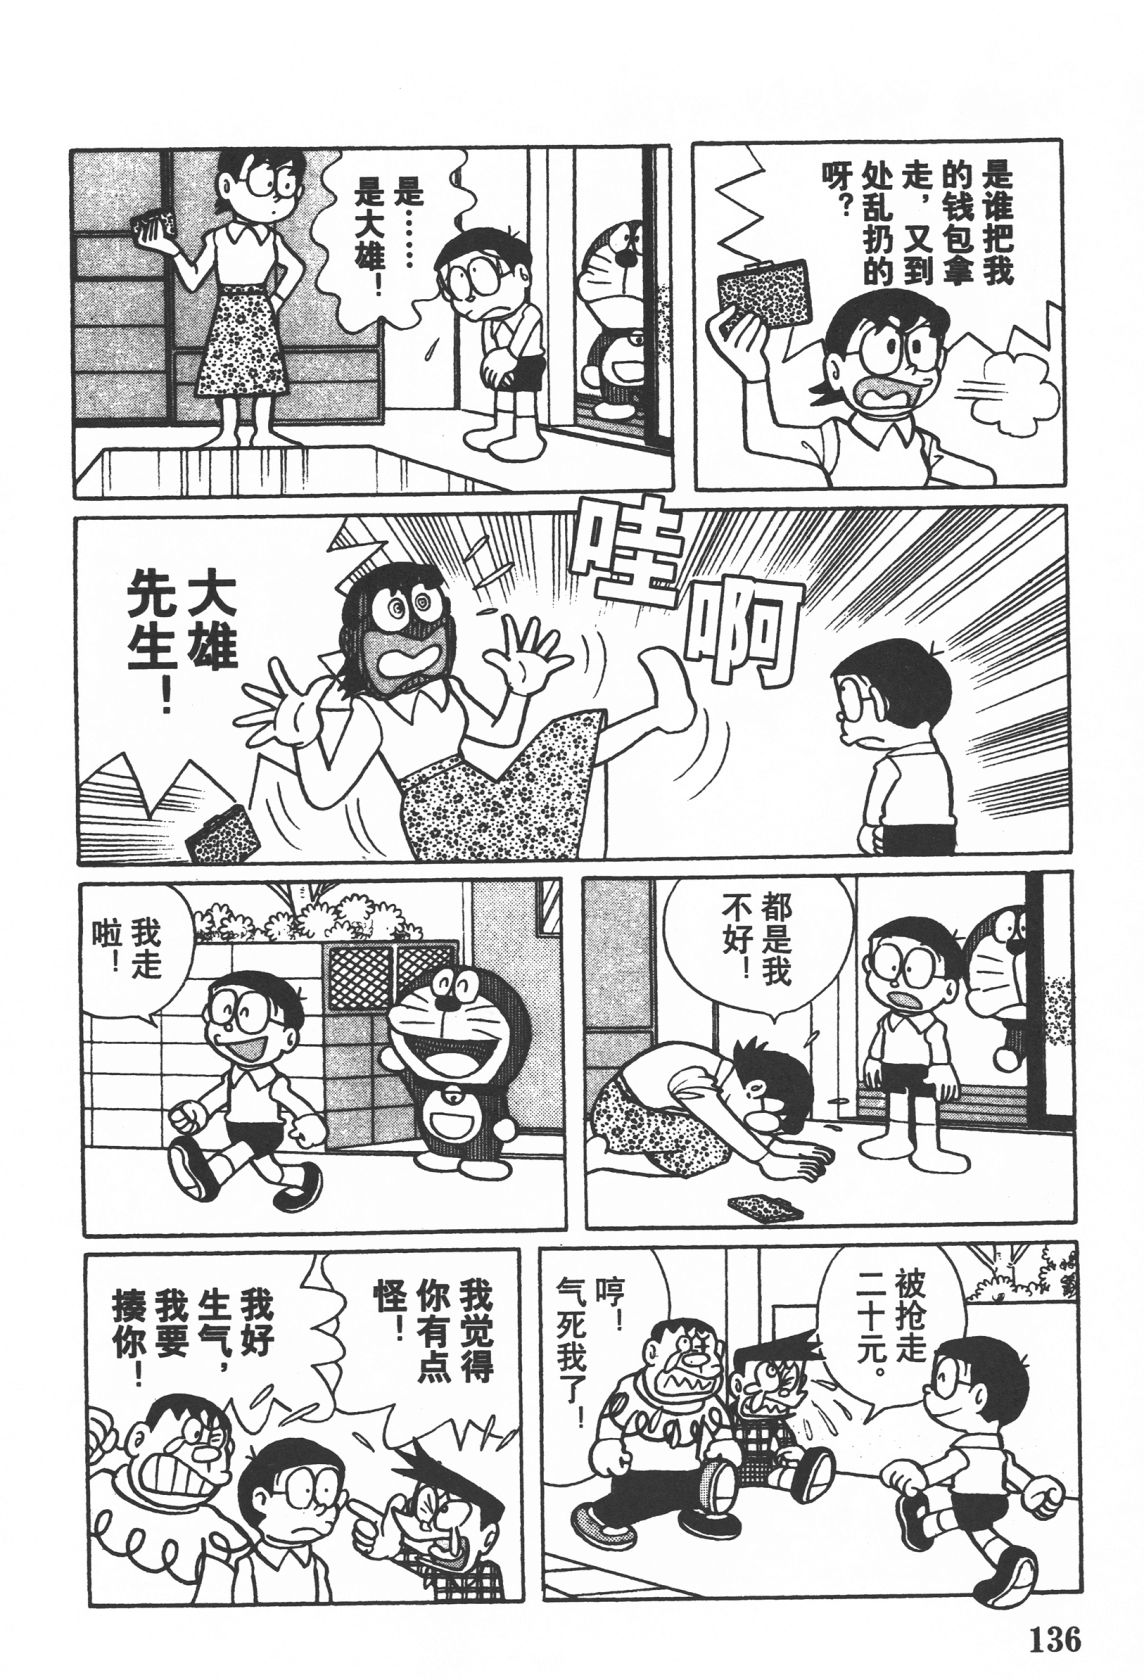 是谁把我
的钱包拿
走，又到
处乱扔的
呀？
是……
是大雄！
哇
啊
大雄
先生！
都是我
不好！
我走
啦！
被抢走
二十元。
哼！
气死我了！
我觉得
你有点
怪！
我好
生气，
我要
揍你！
136